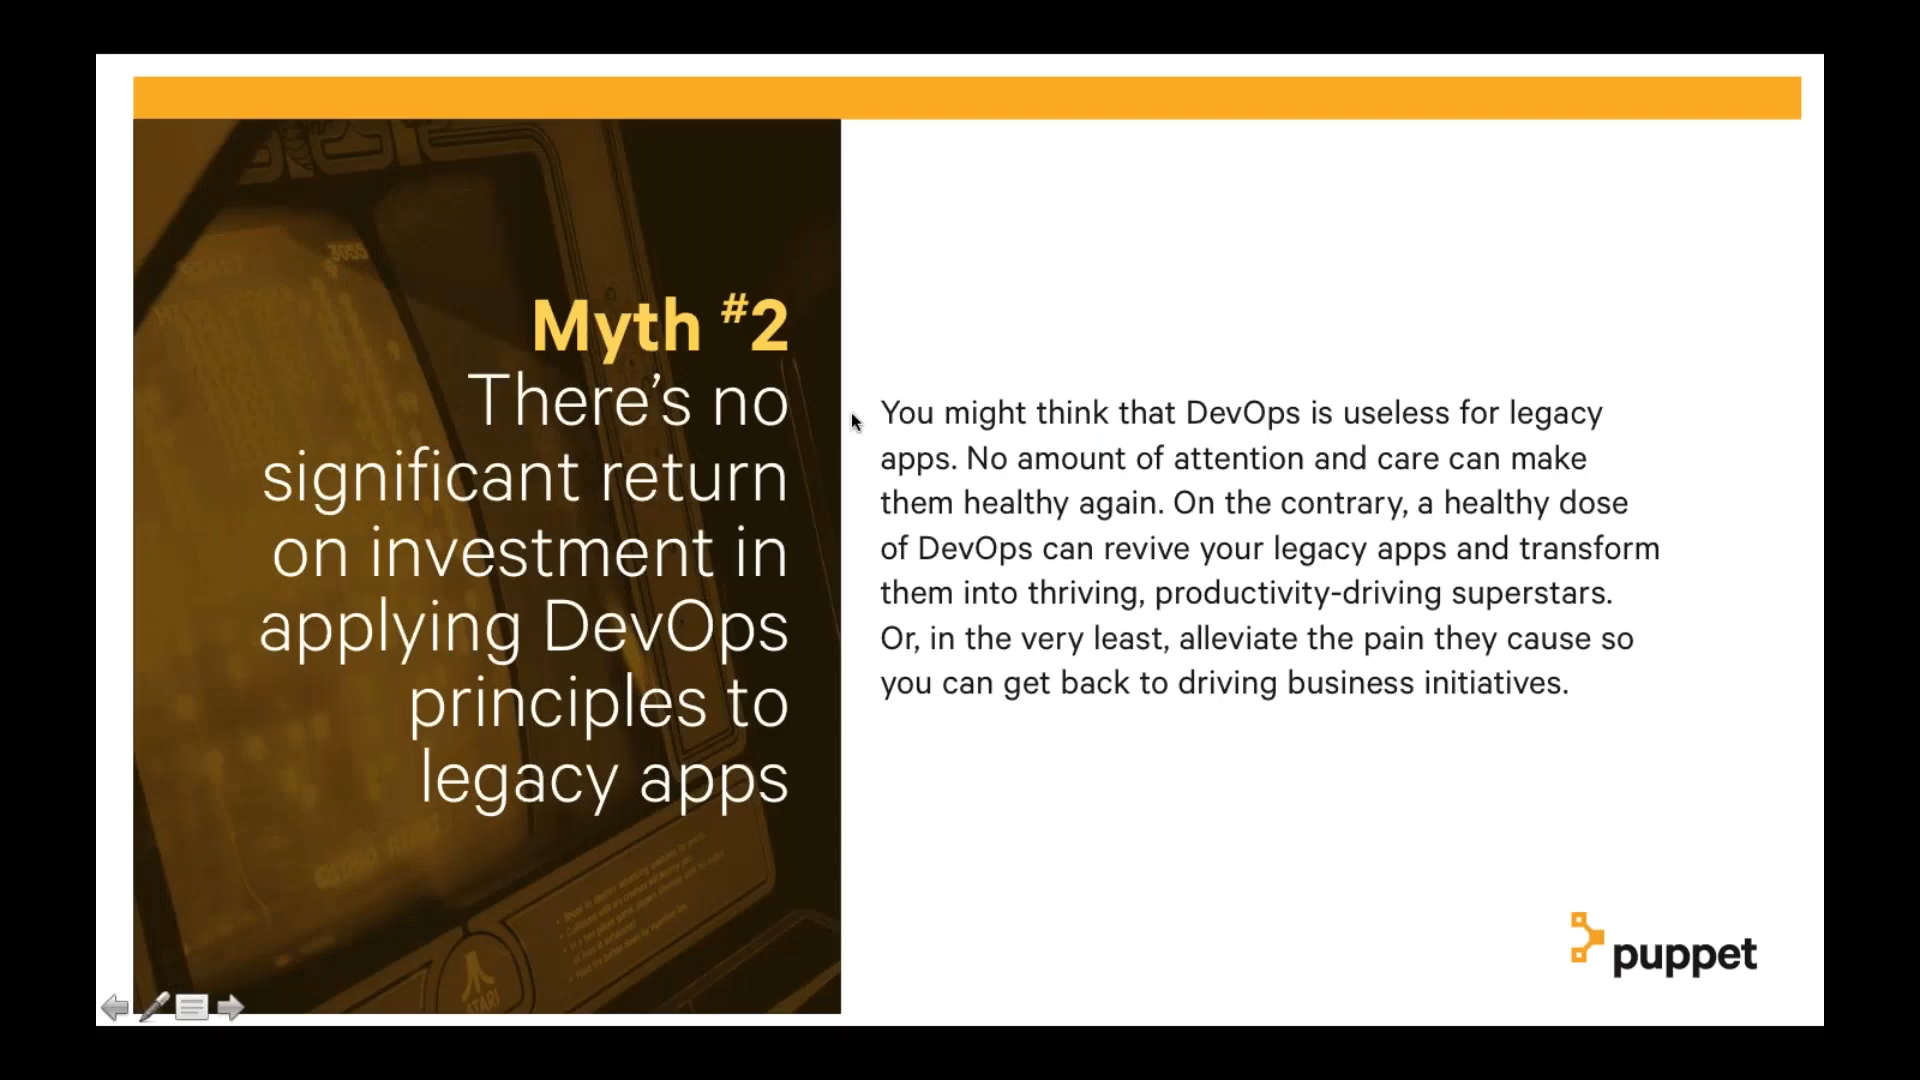 Myth #2
There's no
significant return
on investment in
applying DevOps
principles to
legacy apps
You might think that DevOps is useless for legacy
apps. No amount of attention and care can make
them healthy again. On the contrary, a healthy dose
of DevOps can revive your legacy apps and transform
them into thriving, productivity-driving superstars.
Or, in the very least, alleviate the pain they cause so
you can get back to driving business initiatives.
puppet
3055
ATARI